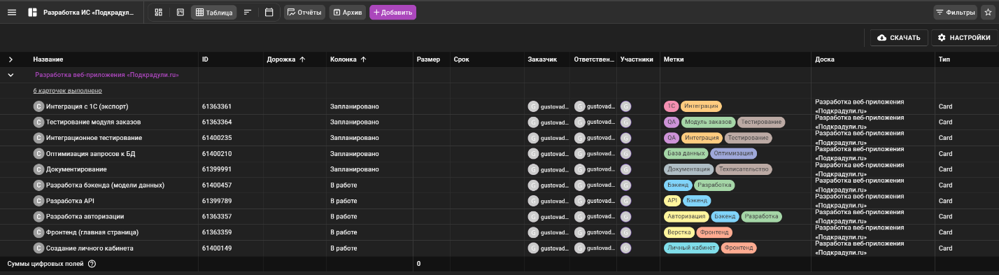 Разработка ИС «Подкрадул…
Таблица
Отчёты
Архив
Добавить
Фильтры
СКАЧАТЬ
НАСТРОЙКИ
Название ID Дорожка Колонка Размер Срок Заказчик Ответствен… Участники Метки Доска Тип
Разработка веб-приложения «Подкрадули.ru»
6 карточек выполнено
С Интеграция с 1С (экспорт) 61363361 Запланировано G gustovad… G gustovad… G 1С Интеграция Разработка веб-приложения «Подкрадули.ru» Card
С Тестирование модуля заказов 61363364 Запланировано G gustovad… G gustovad… G QA Модуль заказов Тестирование Разработка веб-приложения «Подкрадули.ru» Card
С Интеграционное тестирование 61400235 Запланировано G gustovad… G gustovad… G QA Интеграция Тестирование Разработка веб-приложения «Подкрадули.ru» Card
С Оптимизация запросов к БД 61400210 Запланировано G gustovad… G gustovad… G База данных Оптимизация Разработка веб-приложения «Подкрадули.ru» Card
С Документирование 61399991 Запланировано G gustovad… G gustovad… G Документация Техписательство Разработка веб-приложения «Подкрадули.ru» Card
С Разработка бэкенда (модели данных) 61400457 В работе G gustovad… G gustovad… G Бэкенд Разработка Разработка веб-приложения «Подкрадули.ru» Card
С Разработка API 61399789 В работе G gustovad… G gustovad… G API Бэкенд Разработка веб-приложения «Подкрадули.ru» Card
С Разработка авторизации 61363357 В работе G gustovad… G gustovad… G Авторизация Бэкенд Разработка Разработка веб-приложения «Подкрадули.ru» Card
С Фронтенд (главная страница) 61363359 В работе G gustovad… G gustovad… G Верстка Фронтенд Разработка веб-приложения «Подкрадули.ru» Card
С Создание личного кабинета 61400149 В работе G gustovad… G gustovad… G Личный кабинет Фронтенд Разработка веб-приложения «Подкрадули.ru» Card
Суммы цифровых полей ? 0